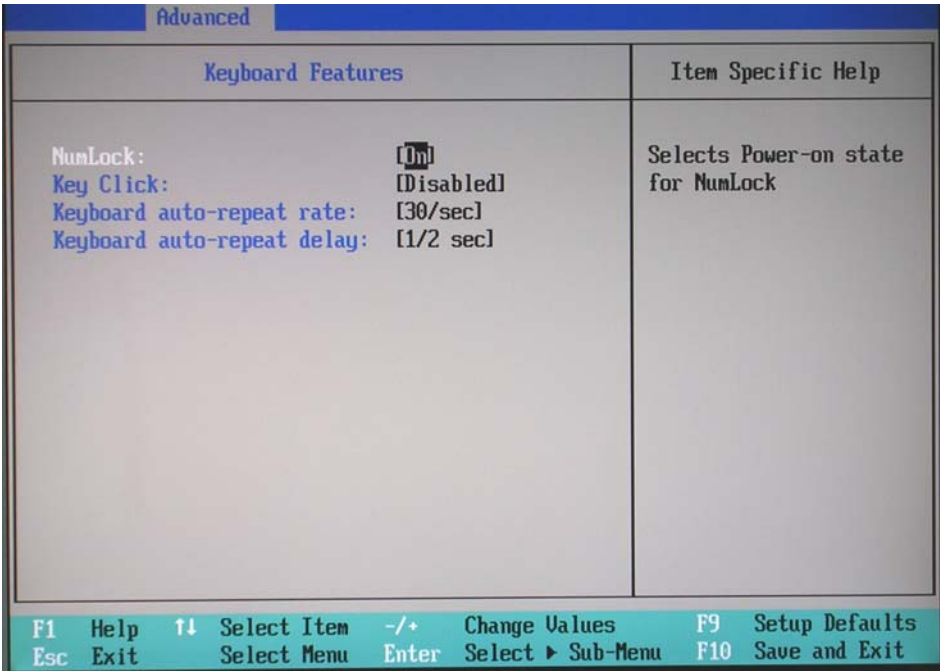 Advanced
Keyboard Features
Item Specific Help
NumLock: [On]
Key Click: [Disabled]
Keyboard auto-repeat rate: [30/sec]
Keyboard auto-repeat delay: [1/2 sec]
Selects Power-on state
for NumLock
F1 Help ↑↓ Select Item -/+ Change Values F9 Setup Defaults
Esc Exit Select Menu Enter Select ▶ Sub-Menu F10 Save and Exit